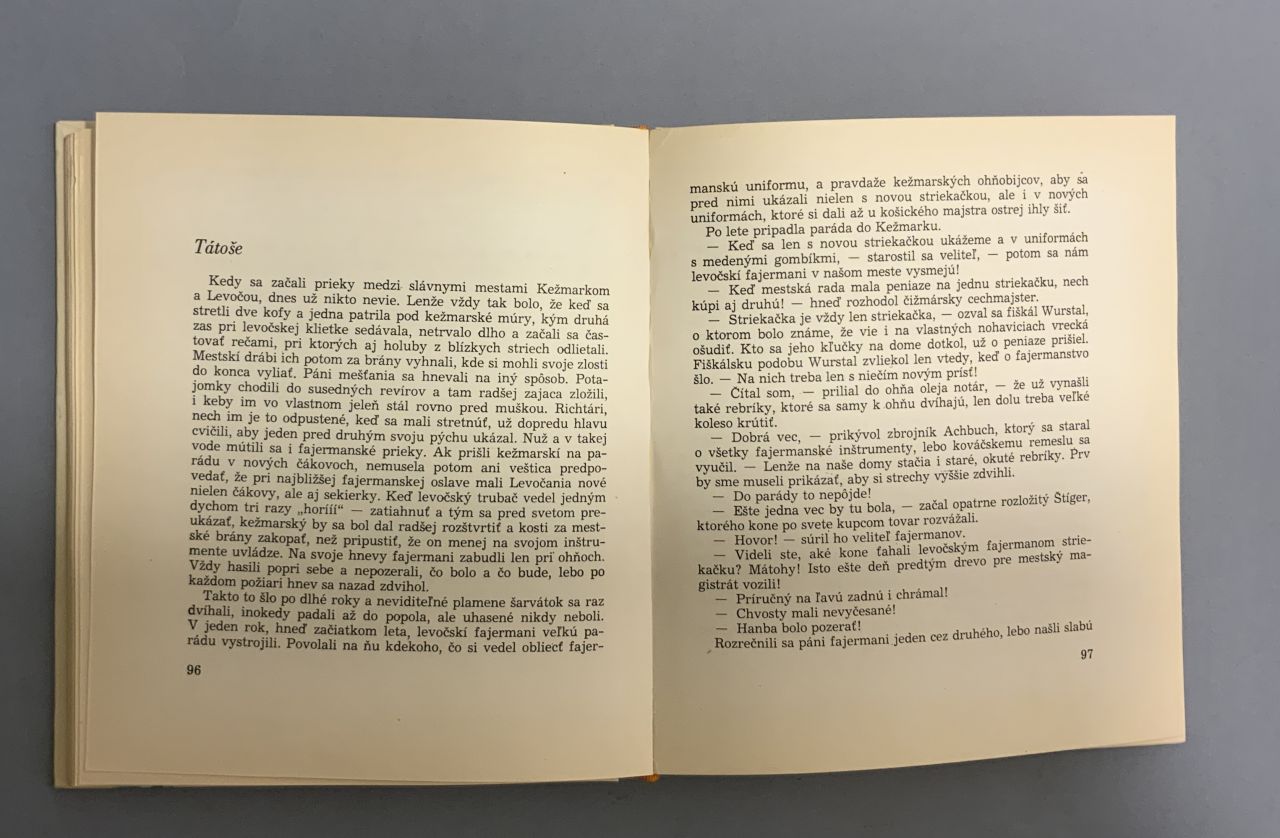 Tátoše
Kedy sa začali prieky medzi slávnymi mestami Kežmarkom
a Levočou, dnes už nikto nevie. Lenže vždy tak bolo, že keď sa
stretli dve kofy a jedna patrila pod kežmarské múry, kým druhá
zas pri levočskej klietke sedávala, netrvalo dlho a začali sa čas-
tovať rečami, pri ktorých aj holuby z blízkych striech odlietali.
Mestskí drábi ich potom za brány vyhnali, kde si mohli svoje zlosti
do konca vyliať. Páni mešťania sa hnevali na iný spôsob. Pota-
jomky chodili do susedných revírov a tam radšej zajaca zložili,
i keby im vo vlastnom jeleň stál rovno pred muškou. Richtári,
nech im je to odpustené, keď sa mali stretnúť, už dopredu hlavu
cvičili, aby jeden pred druhým svoju pýchu ukázal. Nuž a v takej
vode mútili sa i fajermanské prieky. Ak prišli kežmarskí na pa-
rádu v nových čákovoch, nemusela potom ani veštica predpo-
vedať, že pri najbližšej fajermanskej oslave mali Levočania nové
nielen čákovy, ale aj sekierky. Keď levočský trubač vedel jedným
dychom tri razy „horííí“ — zatiahnuť a tým sa pred svetom pre-
ukázať, kežmarský by sa bol dal radšej rozštvrtiť a kosti za mest-
ské brány zakopať, než pripustiť, že on menej na svojom inštru-
mente uvládze. Na svoje hnevy fajermani zabudli len pri ohňoch.
Vždy hasili popri sebe a nepozerali, čo bolo a čo bude, lebo po
každom požiari hnev sa nazad zdvihol.
Takto to šlo po dlhé roky a neviditeľné plamene šarvátok sa raz
dvíhali, inokedy padali až do popola, ale uhasené nikdy neboli.
V jeden rok, hneď začiatkom leta, levočskí fajermani veľkú pa-
rádu vystrojili. Povolali na ňu kdekoho, čo si vedel obliecť fajer-
96
manskú uniformu, a pravdaže kežmarských ohňobijcov, aby sa
pred nimi ukázali nielen s novou striekačkou, ale i v nových
uniformách, ktoré si dali až u košického majstra ostrej ihly šiť.
Po lete pripadla paráda do Kežmarku.
— Keď sa len s novou striekačkou ukážeme a v uniformách
s medenými gombíkmi, — starostil sa veliteľ, — potom sa nám
levočskí fajermani v našom meste vysmejú!
— Keď mestská rada mala peniaze na jednu striekačku, nech
kúpi aj druhú! — hneď rozhodol čižmársky cechmajster.
— Striekačka je vždy len striekačka, — ozval sa fiškál Wurstal,
o ktorom bolo známe, že vie i na vlastných nohaviciach vrecká
ošudiť. Kto sa jeho kľučky na dome dotkol, už o peniaze prišiel.
Fiškálsku podobu Wurstal zvliekol len vtedy, keď o fajermanstvo
šlo. — Na nich treba len s niečím novým prísť!
— Čítal som, — prilial do ohňa oleja notár, — že už vynašli
také rebríky, ktoré sa samy k ohňu dvíhajú, len dolu treba veľké
koleso krútiť.
— Dobrá vec, — prikývol zbrojník Achbuch, ktorý sa staral
o všetky fajermanské inštrumenty, lebo kováčskemu remeslu sa
vyučil. — Lenže na naše domy stačia i staré, okuté rebríky. Prv
by sme museli prikázať, aby si strechy vyššie zdvihli.
— Do parády to nepôjde!
— Ešte jedna vec by tu bola, — začal opatrne rozložitý Štíger,
ktorého kone po svete kupcom tovar rozvážali.
— Hovor! — súril ho veliteľ fajermanov.
— Videli ste, aké kone ťahali levočským fajermanom strie-
kačku? Mátohy! Isto ešte deň predtým drevo pre mestský ma-
gistrát vozili!
— Príručný na ľavú zadnú i chrámal!
— Chvosty mali nevyčesané!
— Hanba bolo pozerať!
Rozrečnili sa páni fajermani jeden cez druhého, lebo našli slabú
97